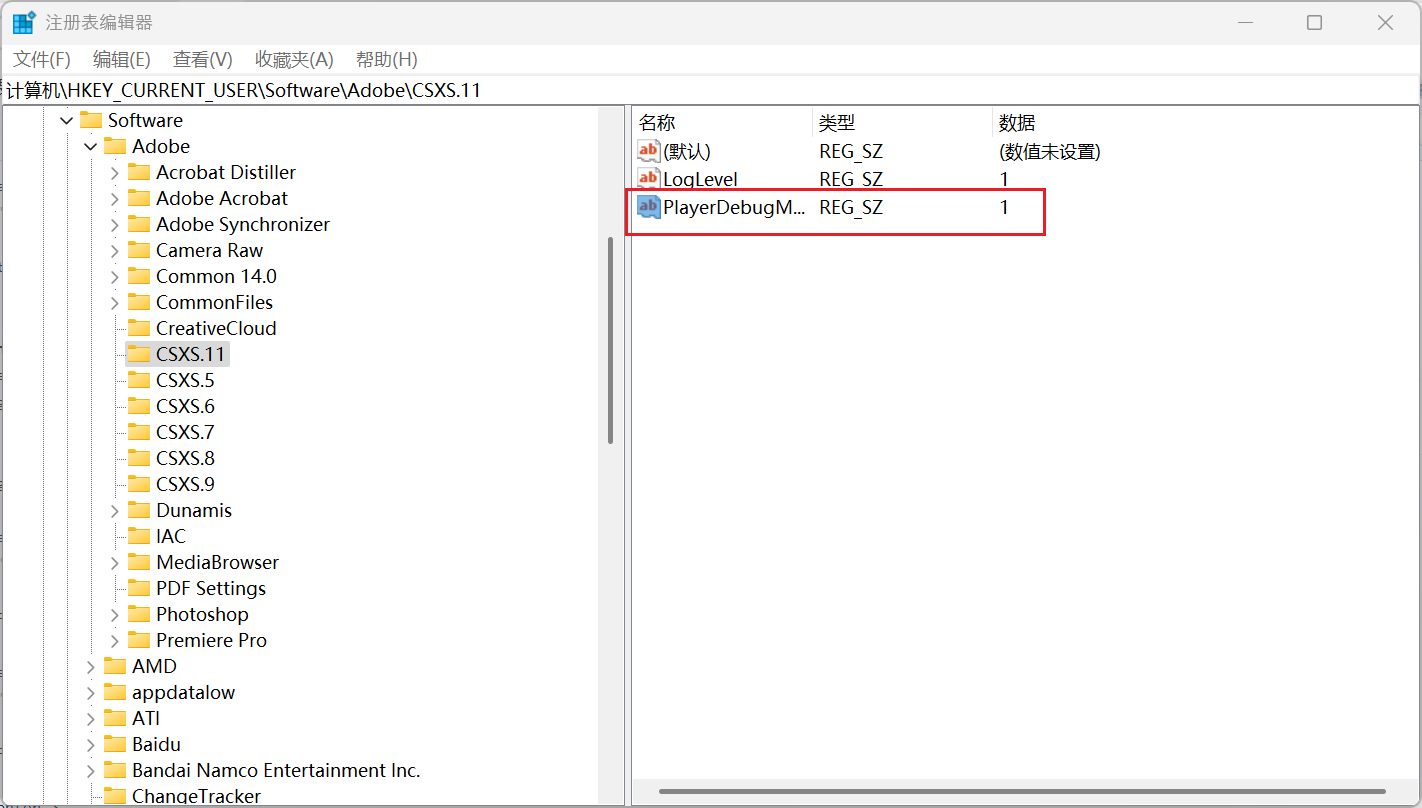 注册表编辑器
文件(F) 编辑(E) 查看(V) 收藏夹(A) 帮助(H)
计算机\HKEY_CURRENT_USER\Software\Adobe\CSXS.11
Software
Adobe
Acrobat Distiller
Adobe Acrobat
Adobe Synchronizer
Camera Raw
Common 14.0
CommonFiles
CreativeCloud
CSXS.11
CSXS.5
CSXS.6
CSXS.7
CSXS.8
CSXS.9
Dunamis
IAC
MediaBrowser
PDF Settings
Photoshop
Premiere Pro
AMD
appdatalow
ATI
Baidu
Bandai Namco Entertainment Inc.
ChangeTracker
名称 类型 数据
(默认) REG_SZ (数值未设置)
LogLevel REG_SZ 1
PlayerDebugM... REG_SZ 1